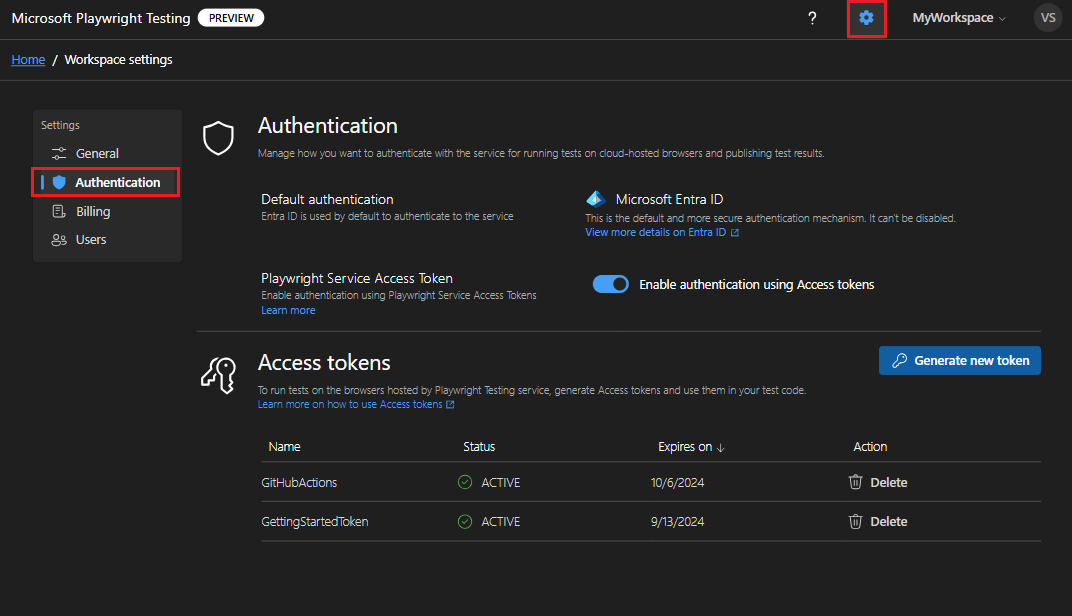 Microsoft Playwright Testing PREVIEW ? MyWorkspace VS
Home / Workspace settings
Settings
General
Authentication
Billing
Users
Authentication
Manage how you want to authenticate with the service for running tests on cloud-hosted browsers and publishing test results.
Default authentication
Entra ID is used by default to authenticate to the service
Microsoft Entra ID
This is the default and more secure authentication mechanism. It can't be disabled.
View more details on Entra ID
Playwright Service Access Token
Enable authentication using Playwright Service Access Tokens
Learn more
Enable authentication using Access tokens
Access tokens
Generate new token
To run tests on the browsers hosted by Playwright Testing service, generate Access tokens and use them in your test code.
Learn more on how to use Access tokens
Name Status Expires on ↓ Action
GitHubActions ACTIVE 10/6/2024 Delete
GettingStartedToken ACTIVE 9/13/2024 Delete